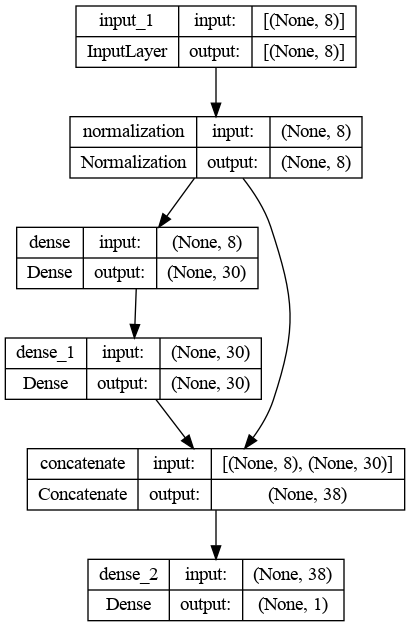 input_1 input: [(None, 8)]
InputLayer output: [(None, 8)]
normalization input: (None, 8)
Normalization output: (None, 8)
dense input: (None, 8)
Dense output: (None, 30)
dense_1 input: (None, 30)
Dense output: (None, 30)
concatenate input: [(None, 8), (None, 30)]
Concatenate output: (None, 38)
dense_2 input: (None, 38)
Dense output: (None, 1)